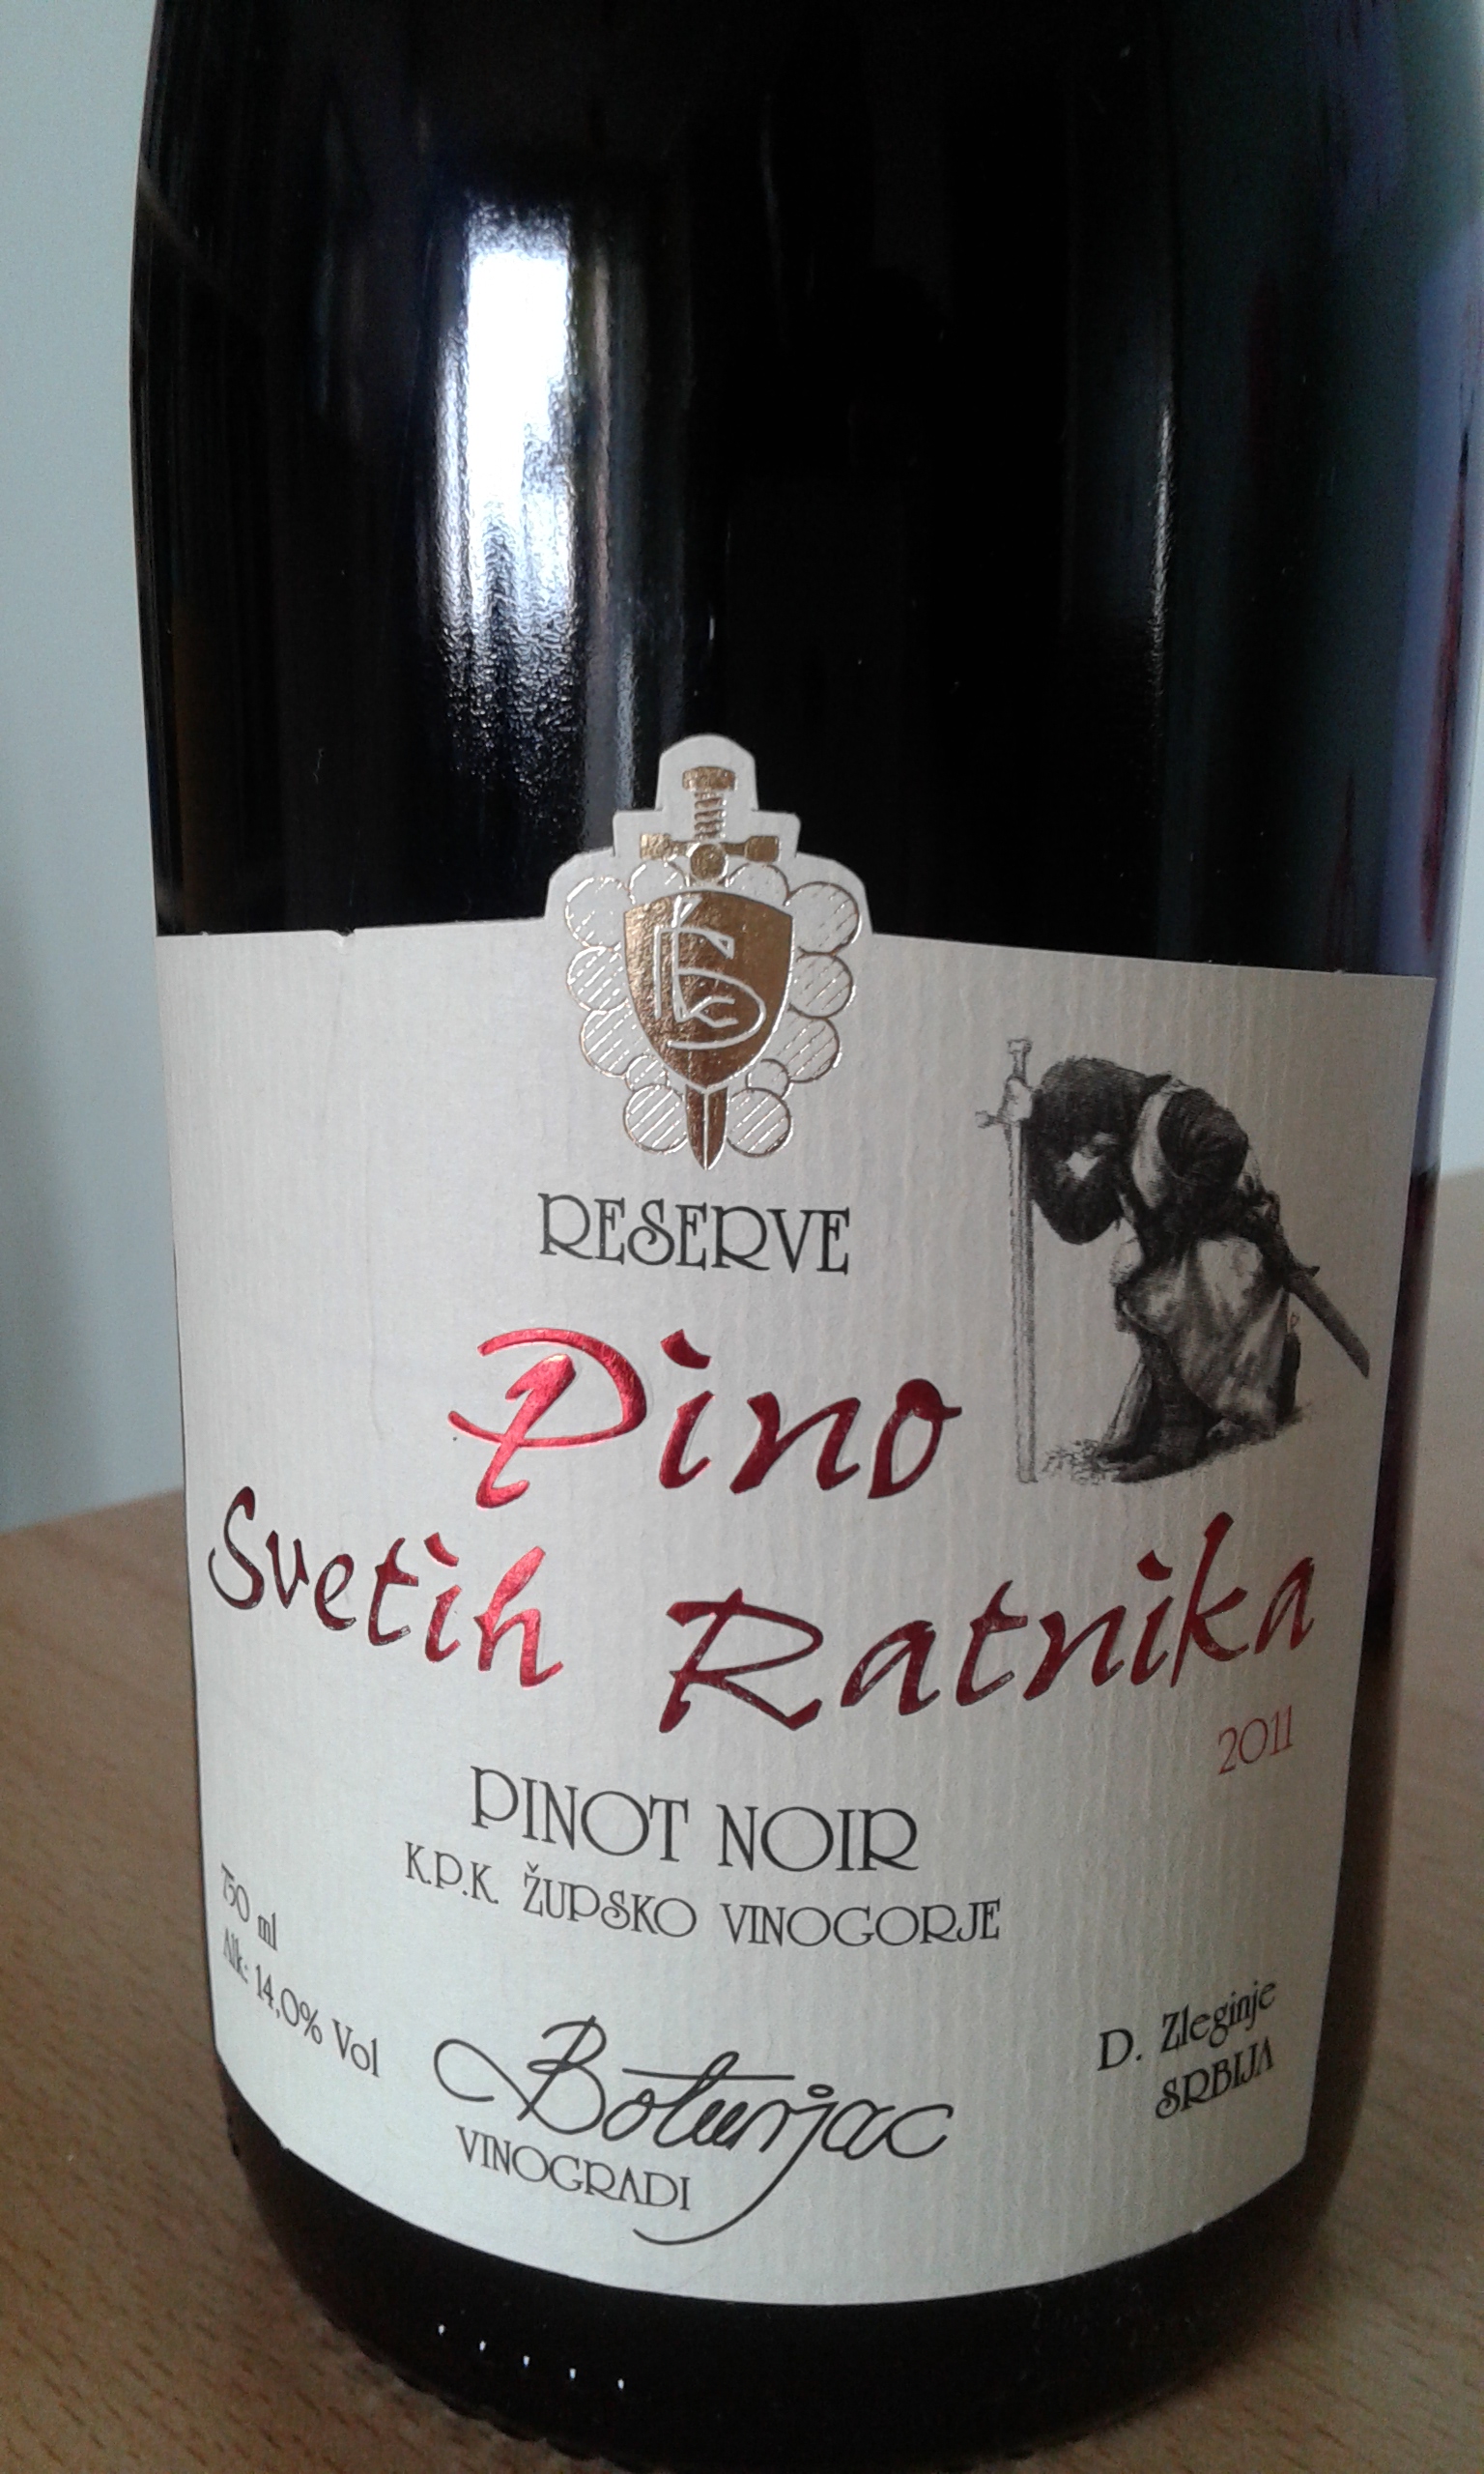 RESERVE
Pino
Svetih Ratnika
2011
PINOT NOIR
K.P.K. ŽUPSKO VINOGORJE
750 ml
Alk: 14,0% Vol
Botunjac
VINOGRADI
D. Zleginje
SRBIJA